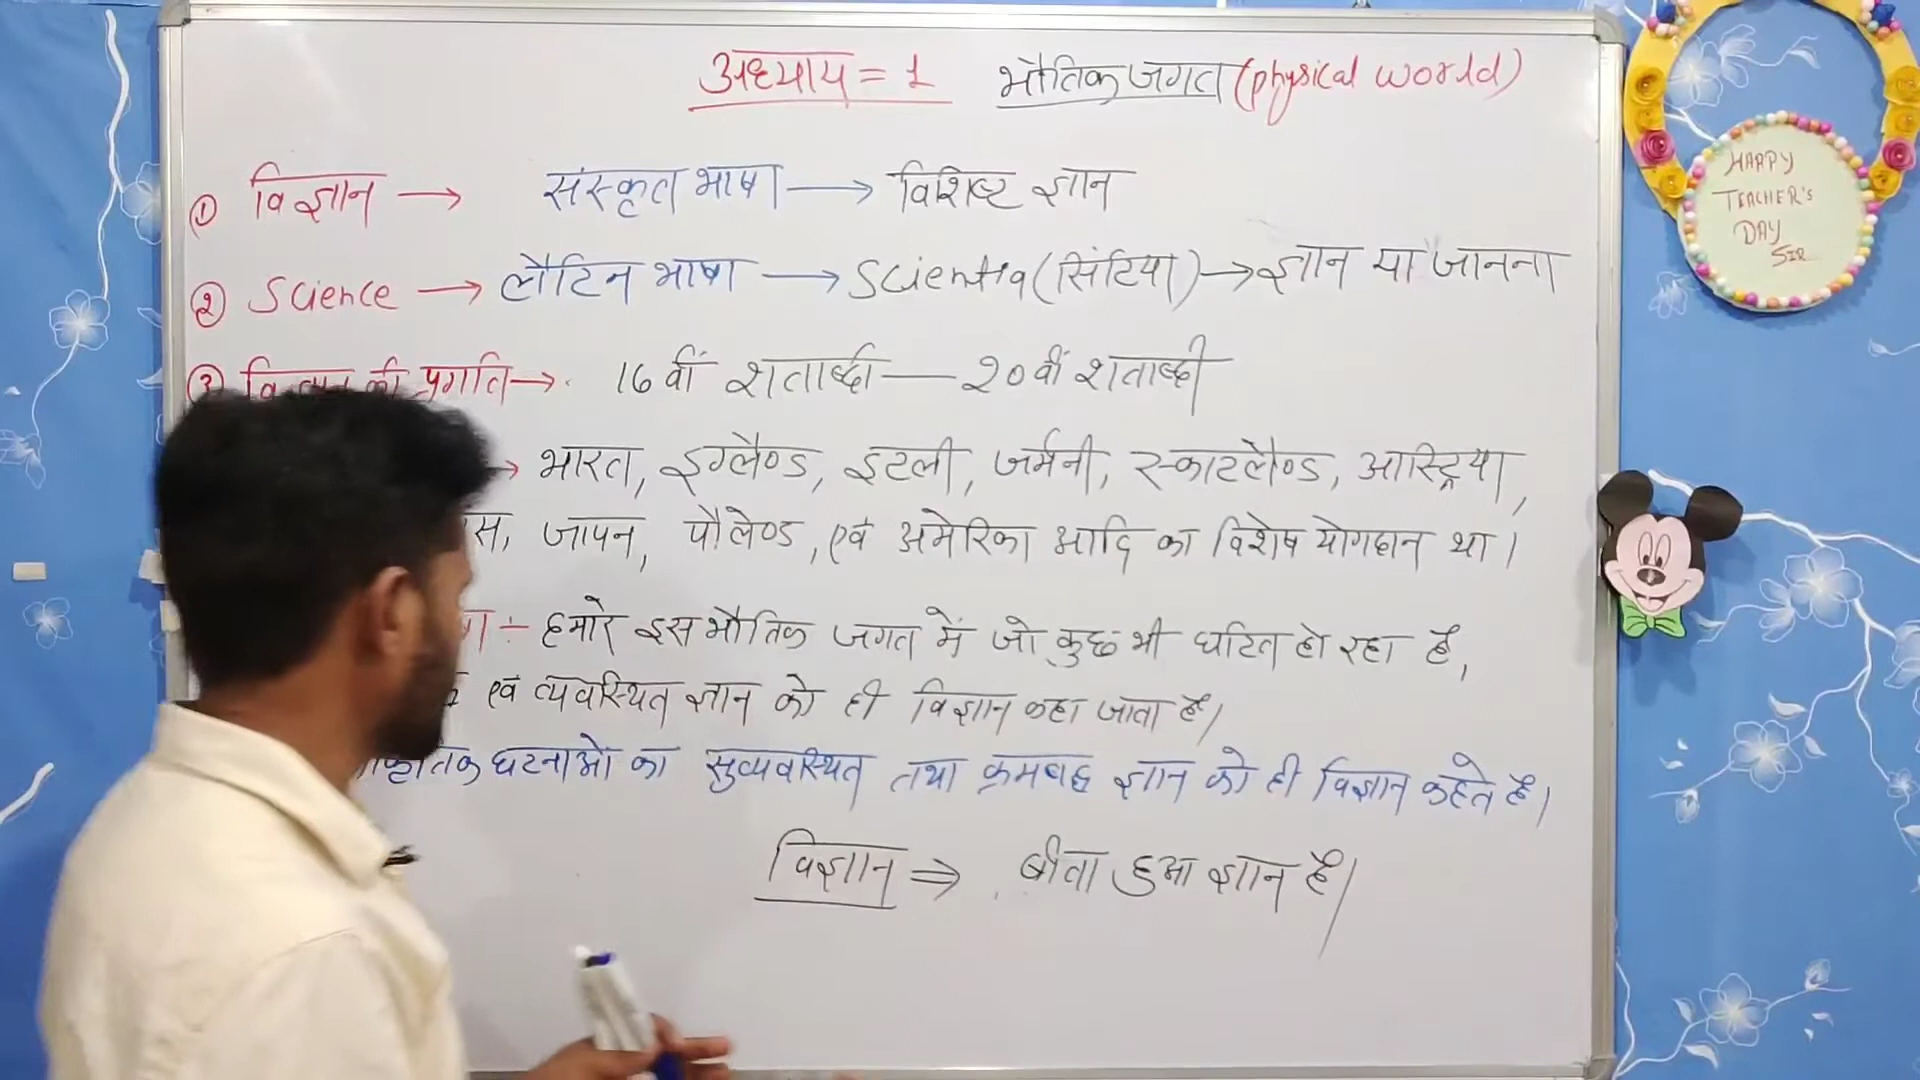 अध्याय = 1 भौतिक जगत (physical world)
① विज्ञान → संस्कृत भाषा → विशिष्ट ज्ञान
② Science → लैटिन भाषा → Scientia (सिंटिया) → ज्ञान या जानना
③ की प्रगति → 16वीं शताब्दी — 20वीं शताब्दी
→ भारत, इग्लैण्ड, इटली, जर्मनी, स्काटलैण्ड, आस्ट्रिया,
जापन, पौलेण्ड, एवं अमेरिका आदि का विशेष योगदान था।
÷ हमारे इस भौतिक जगत में जो कुछ भी घटित हो रहा है,
एवं व्यवस्थित ज्ञान को ही विज्ञान कहा जाता है।
घटनाओं का सुव्यवस्थित तथा क्रमबद्ध ज्ञान को ही विज्ञान कहते है।
विज्ञान ⇒ बीता हुआ ज्ञान है।
HAPPY
TEACHER'S
DAY
SIR